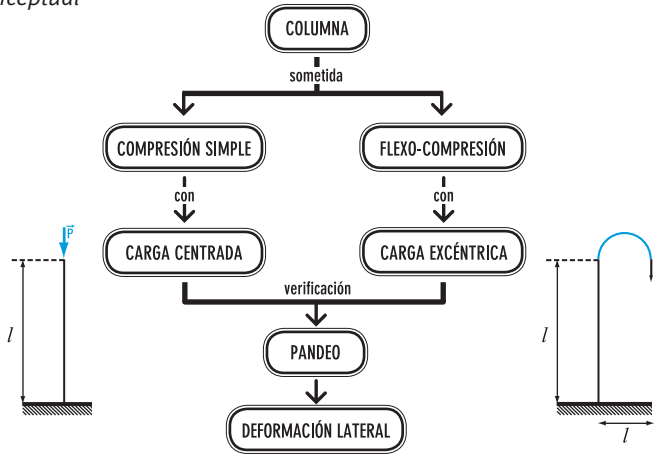 COLUMNA
sometida
COMPRESIÓN SIMPLE
FLEXO-COMPRESIÓN
con
con
P
CARGA CENTRADA
CARGA EXCÉNTRICA
verificación
l
l
PANDEO
DEFORMACIÓN LATERAL
l